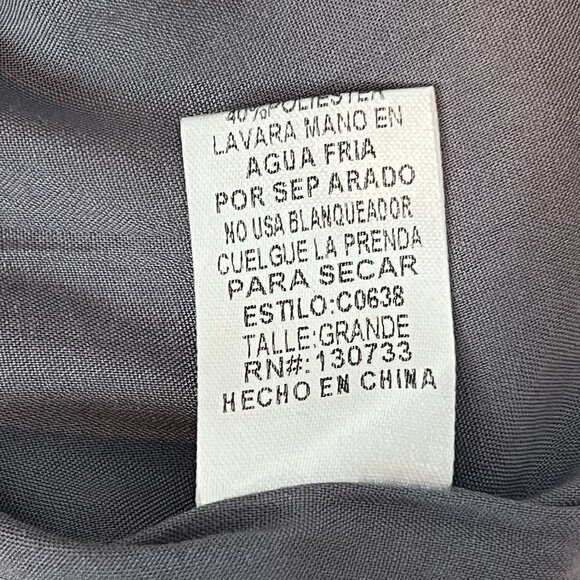 40%POLIESTER
LAVARA MANO EN
AGUA FRIA
POR SEP ARADO
NO USA BLANQUEADOR
CUELGUE LA PRENDA
PARA SECAR
ESTILO:C0638
TALLE:GRANDE
RN#:130733
HECHO EN CHINA